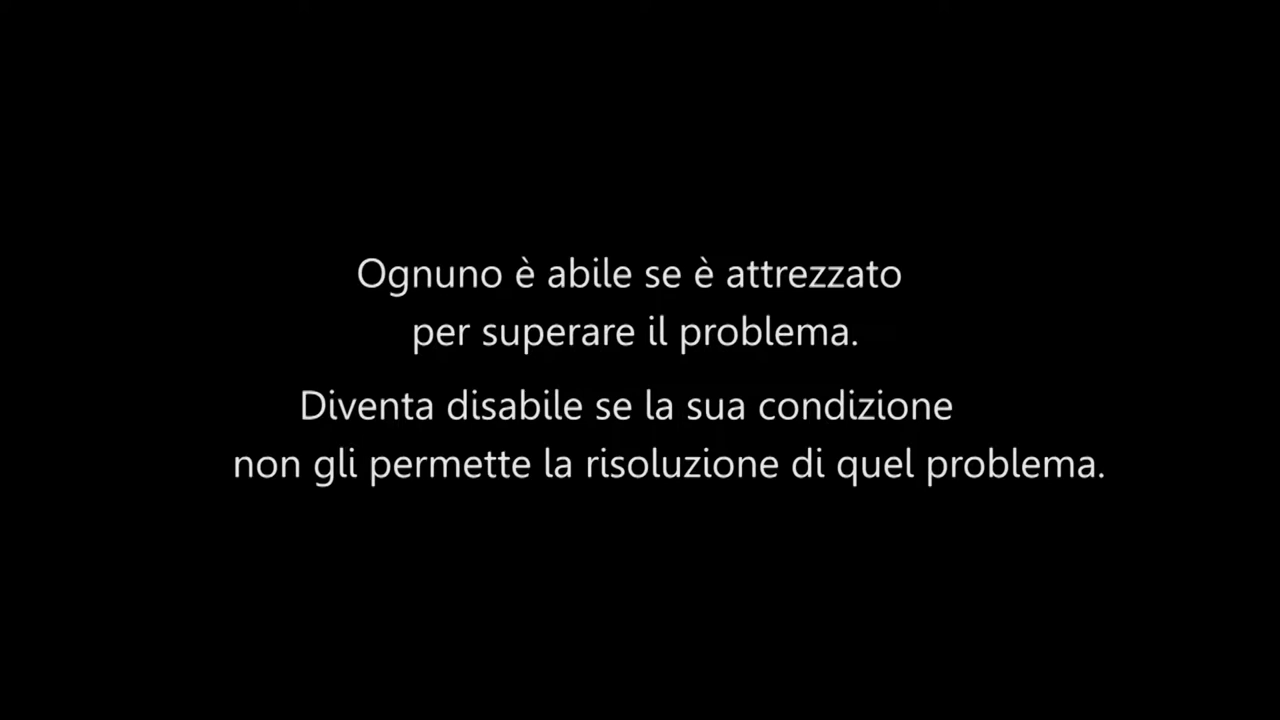 Ognuno è abile se è attrezzato
per superare il problema.
Diventa disabile se la sua condizione
non gli permette la risoluzione di quel problema.